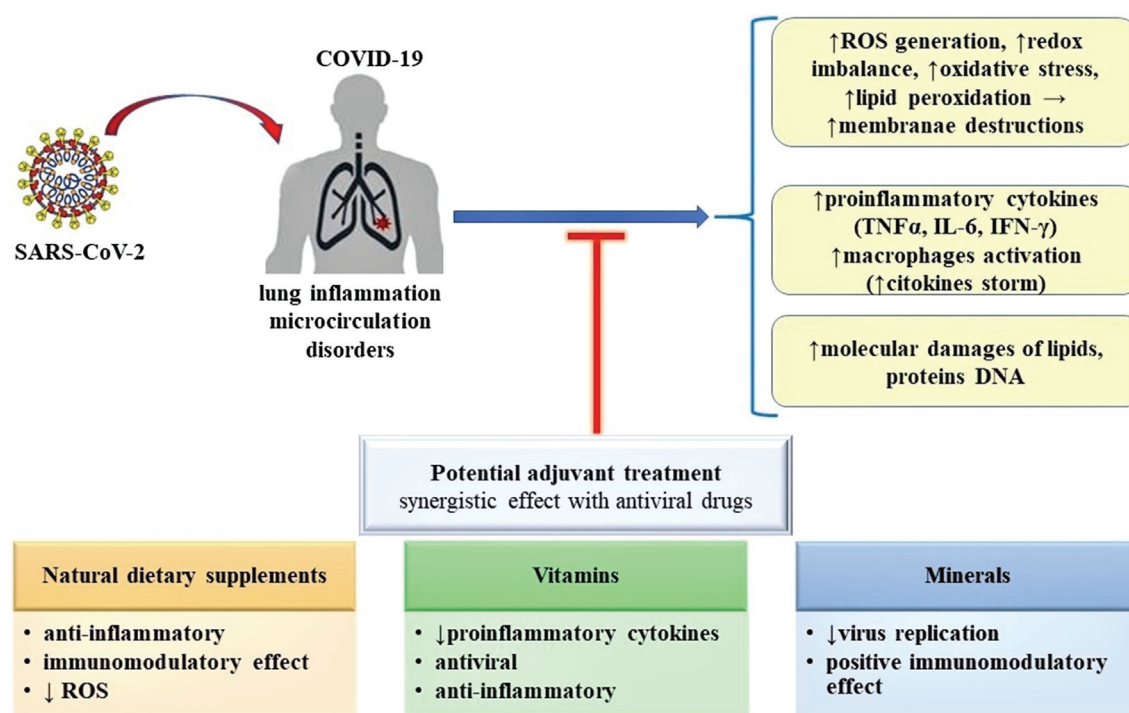 COVID-19
SARS-CoV-2
lung inflammation
microcirculation
disorders
↑ROS generation, ↑redox
imbalance, ↑oxidative stress,
↑lipid peroxidation →
↑membranae destructions
↑proinflammatory cytokines
(TNFα, IL-6, IFN-γ)
↑macrophages activation
(↑citokines storm)
↑molecular damages of lipids,
proteins DNA
Potential adjuvant treatment
synergistic effect with antiviral drugs
Natural dietary supplements
• anti-inflammatory
• immunomodulatory effect
• ↓ ROS
Vitamins
• ↓proinflammatory cytokines
• antiviral
• anti-inflammatory
Minerals
• ↓virus replication
• positive immunomodulatory
effect